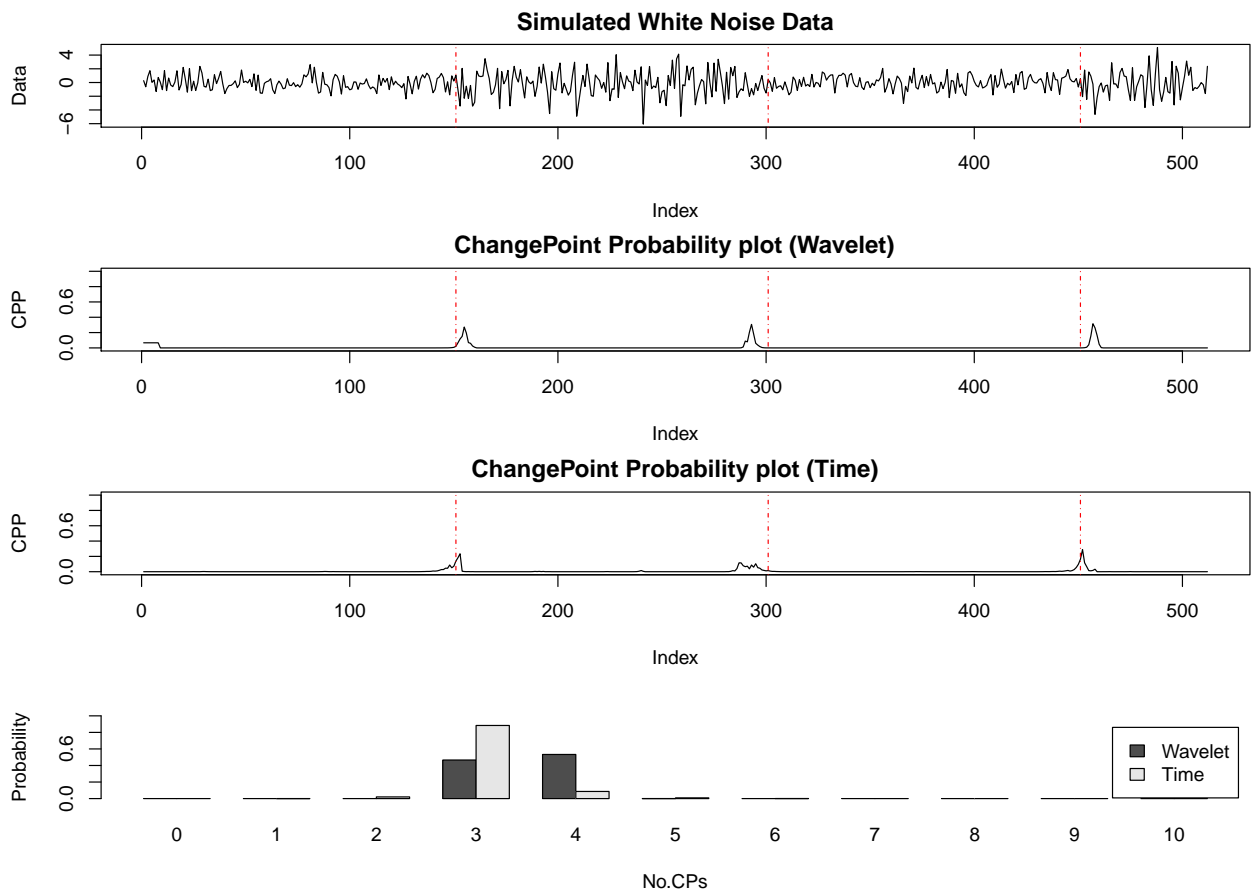 Simulated White Noise Data
Data
4
0
−6
0 100 200 300 400 500
Index
ChangePoint Probability plot (Wavelet)
CPP
0.6
0.0
0 100 200 300 400 500
Index
ChangePoint Probability plot (Time)
CPP
0.6
0.0
0 100 200 300 400 500
Index
Probability
0.6
0.0
Wavelet
Time
0 1 2 3 4 5 6 7 8 9 10
No.CPs